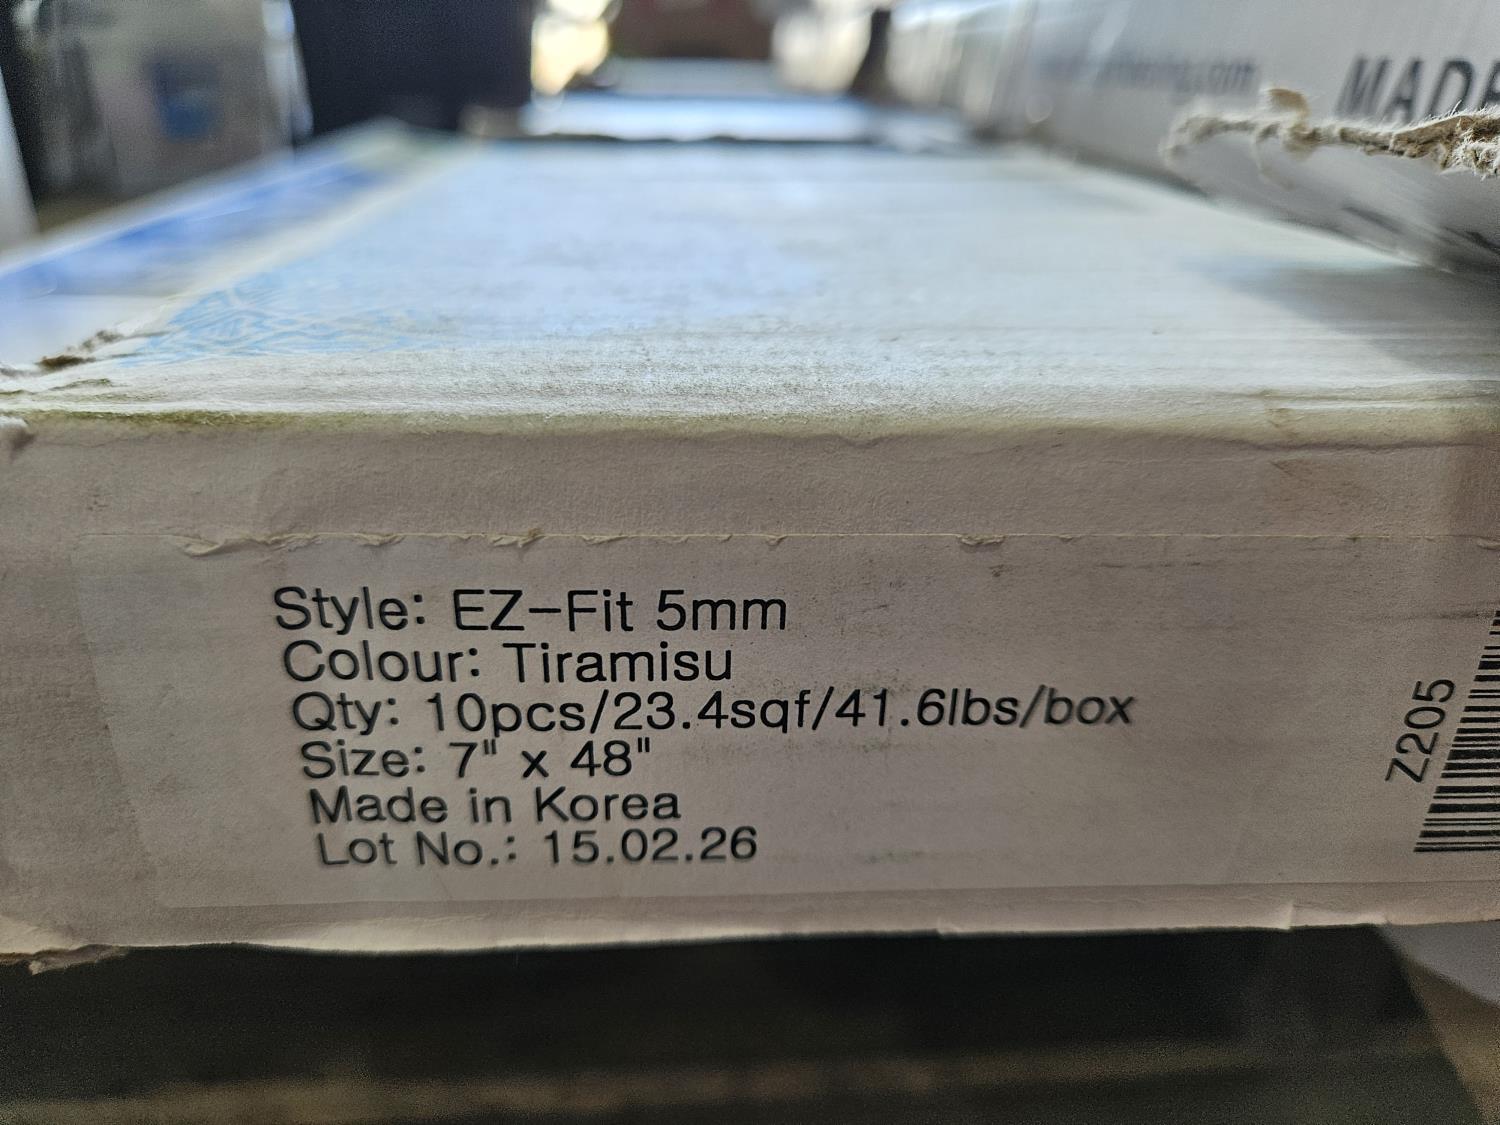 MADE
Style: EZ-Fit 5mm
Colour: Tiramisu
Qty: 10pcs/23.4sqf/41.6lbs/box
Size: 7" x 48"
Made in Korea
Lot No.: 15.02.26
Z205